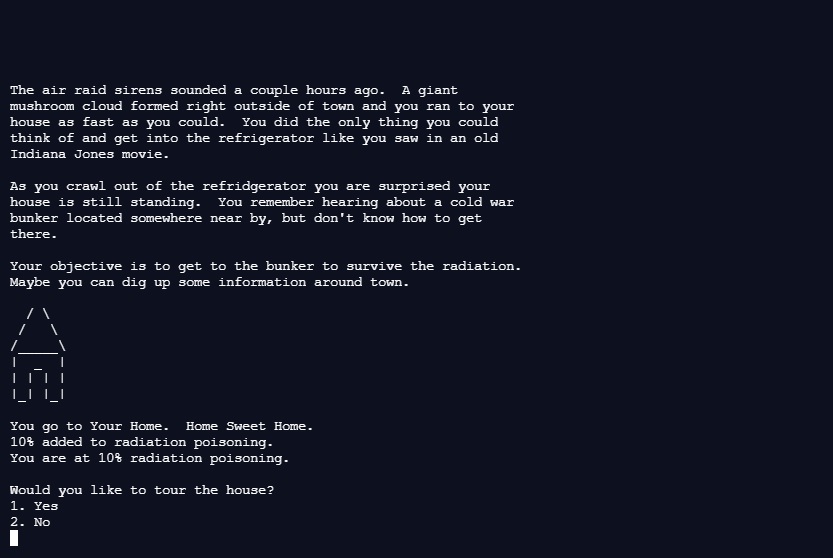 The air raid sirens sounded a couple hours ago.  A giant
mushroom cloud formed right outside of town and you ran to your
house as fast as you could.  You did the only thing you could
think of and get into the refrigerator like you saw in an old
Indiana Jones movie.

As you crawl out of the refridgerator you are surprised your
house is still standing.  You remember hearing about a cold war
bunker located somewhere near by, but don't know how to get
there.

Your objective is to get to the bunker to survive the radiation.
Maybe you can dig up some information around town.

You go to Your Home.  Home Sweet Home.
10% added to radiation poisoning.
You are at 10% radiation poisoning.

Would you like to tour the house?
1. Yes
2. No